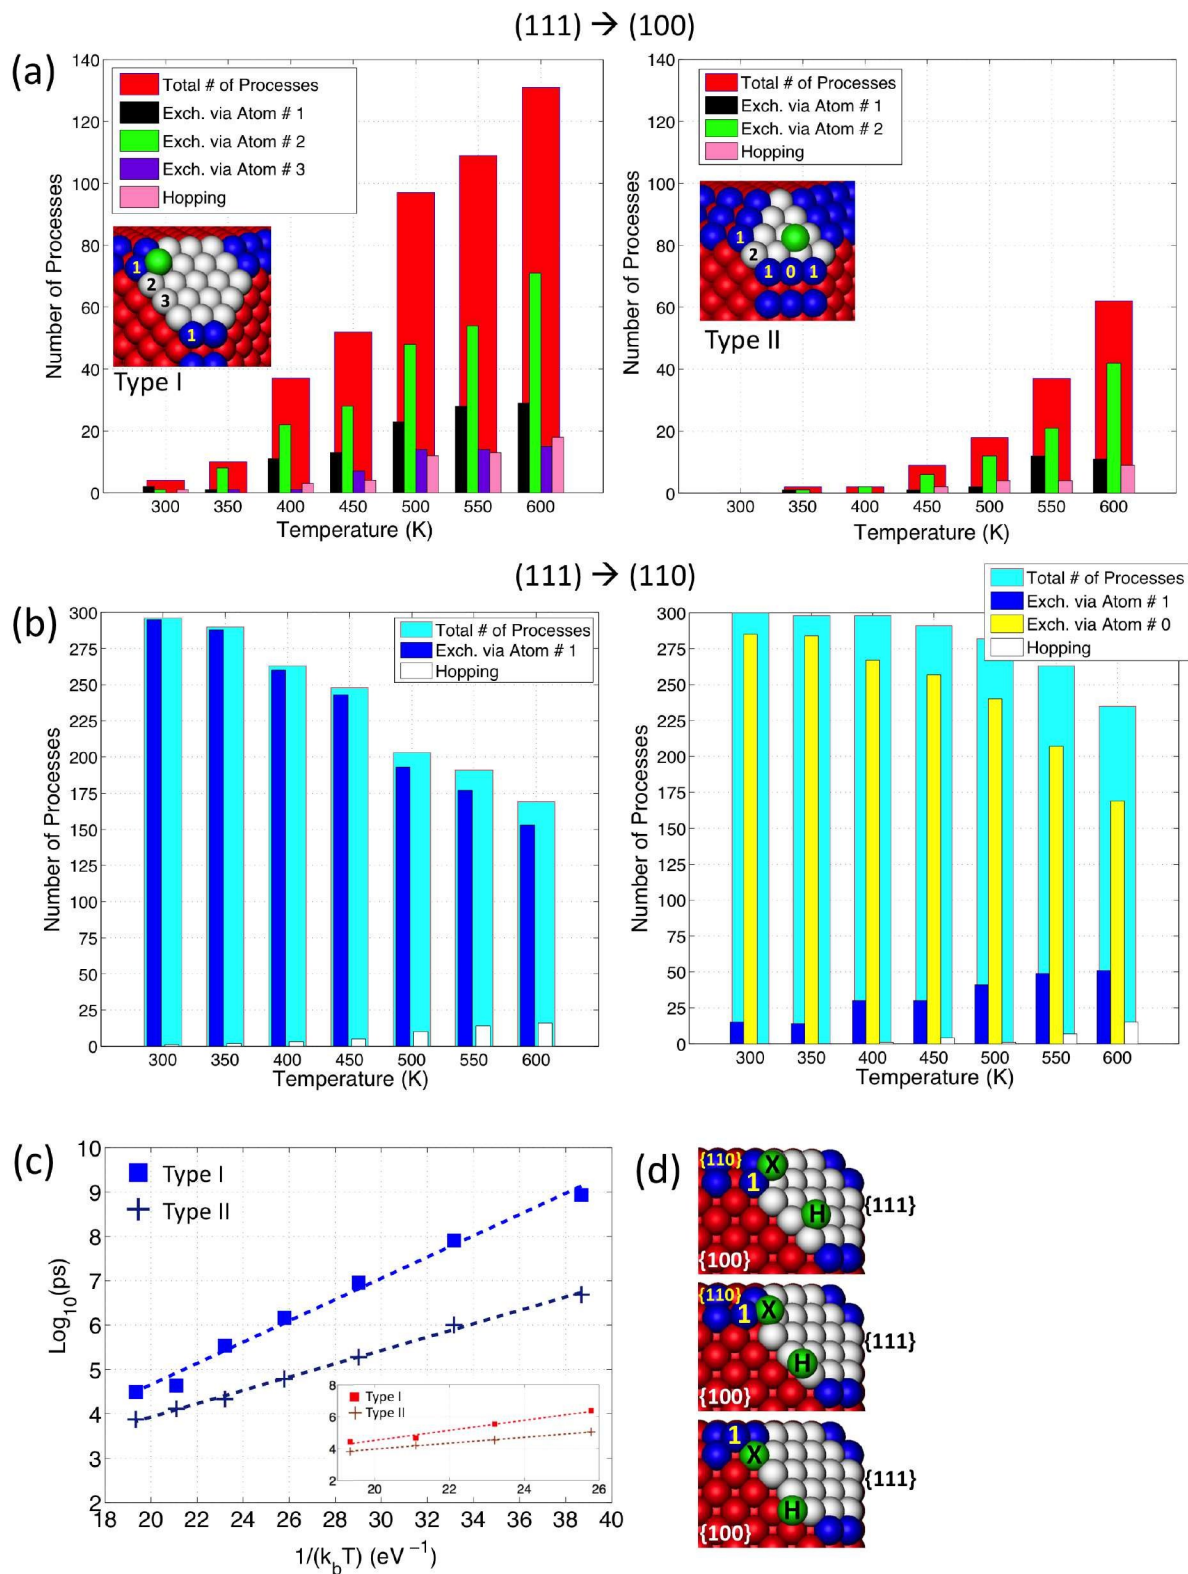 (111) → (100)
(a)
140
120
100
80
60
40
20
0
Number of Processes
Total # of Processes
Exch. via Atom # 1
Exch. via Atom # 2
Exch. via Atom # 3
Hopping
1
2
3
1
Type I
300 350 400 450 500 550 600
Temperature (K)
140
120
100
80
60
40
20
0
Number of Processes
Total # of Processes
Exch. via Atom # 1
Exch. via Atom # 2
Hopping
1
2
1 0 1
Type II
300 350 400 450 500 550 600
Temperature (K)
(111) → (110)
(b)
300
275
250
225
200
175
150
125
100
75
50
25
0
Number of Processes
Total # of Processes
Exch. via Atom # 1
Hopping
300 350 400 450 500 550 600
Temperature (K)
300
275
250
225
200
175
150
125
100
75
50
25
0
Number of Processes
Total # of Processes
Exch. via Atom # 1
Exch. via Atom # 0
Hopping
300 350 400 450 500 550 600
Temperature (K)
(c)
10
9
8
7
6
5
4
3
2
Log10(ps)
Type I
Type II
8
6
4
2
Type I
Type II
20 22 24 26
18 20 22 24 26 28 30 32 34 36 38 40
1/(kbT) (eV −1)
(d)
{110} X
1
H
{111}
{100}
{110} X
1
H
{111}
{100}
1
X
H
{111}
{100}